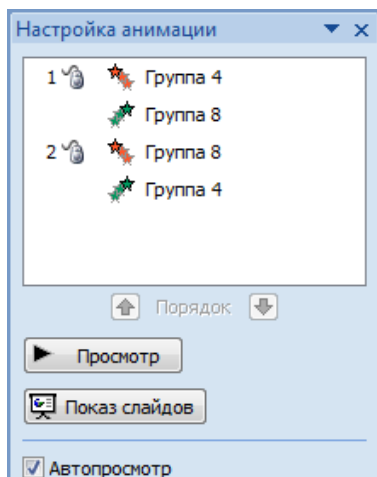 Настройка анимации
1 Группа 4
Группа 8
2 Группа 8
Группа 4
Порядок
Просмотр
Показ слайдов
Автопросмотр